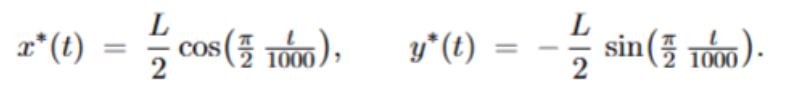 x*(t) = L/2 cos(π/2 t/1000), y*(t) = − L/2 sin(π/2 t/1000).